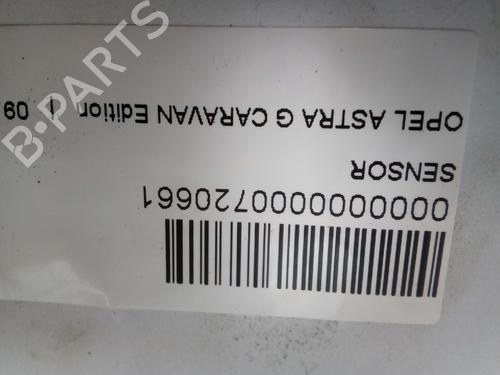 OPEL ASTRA G CARAVAN Edition | 09
SENSOR
0000000000720661
B-PARTS